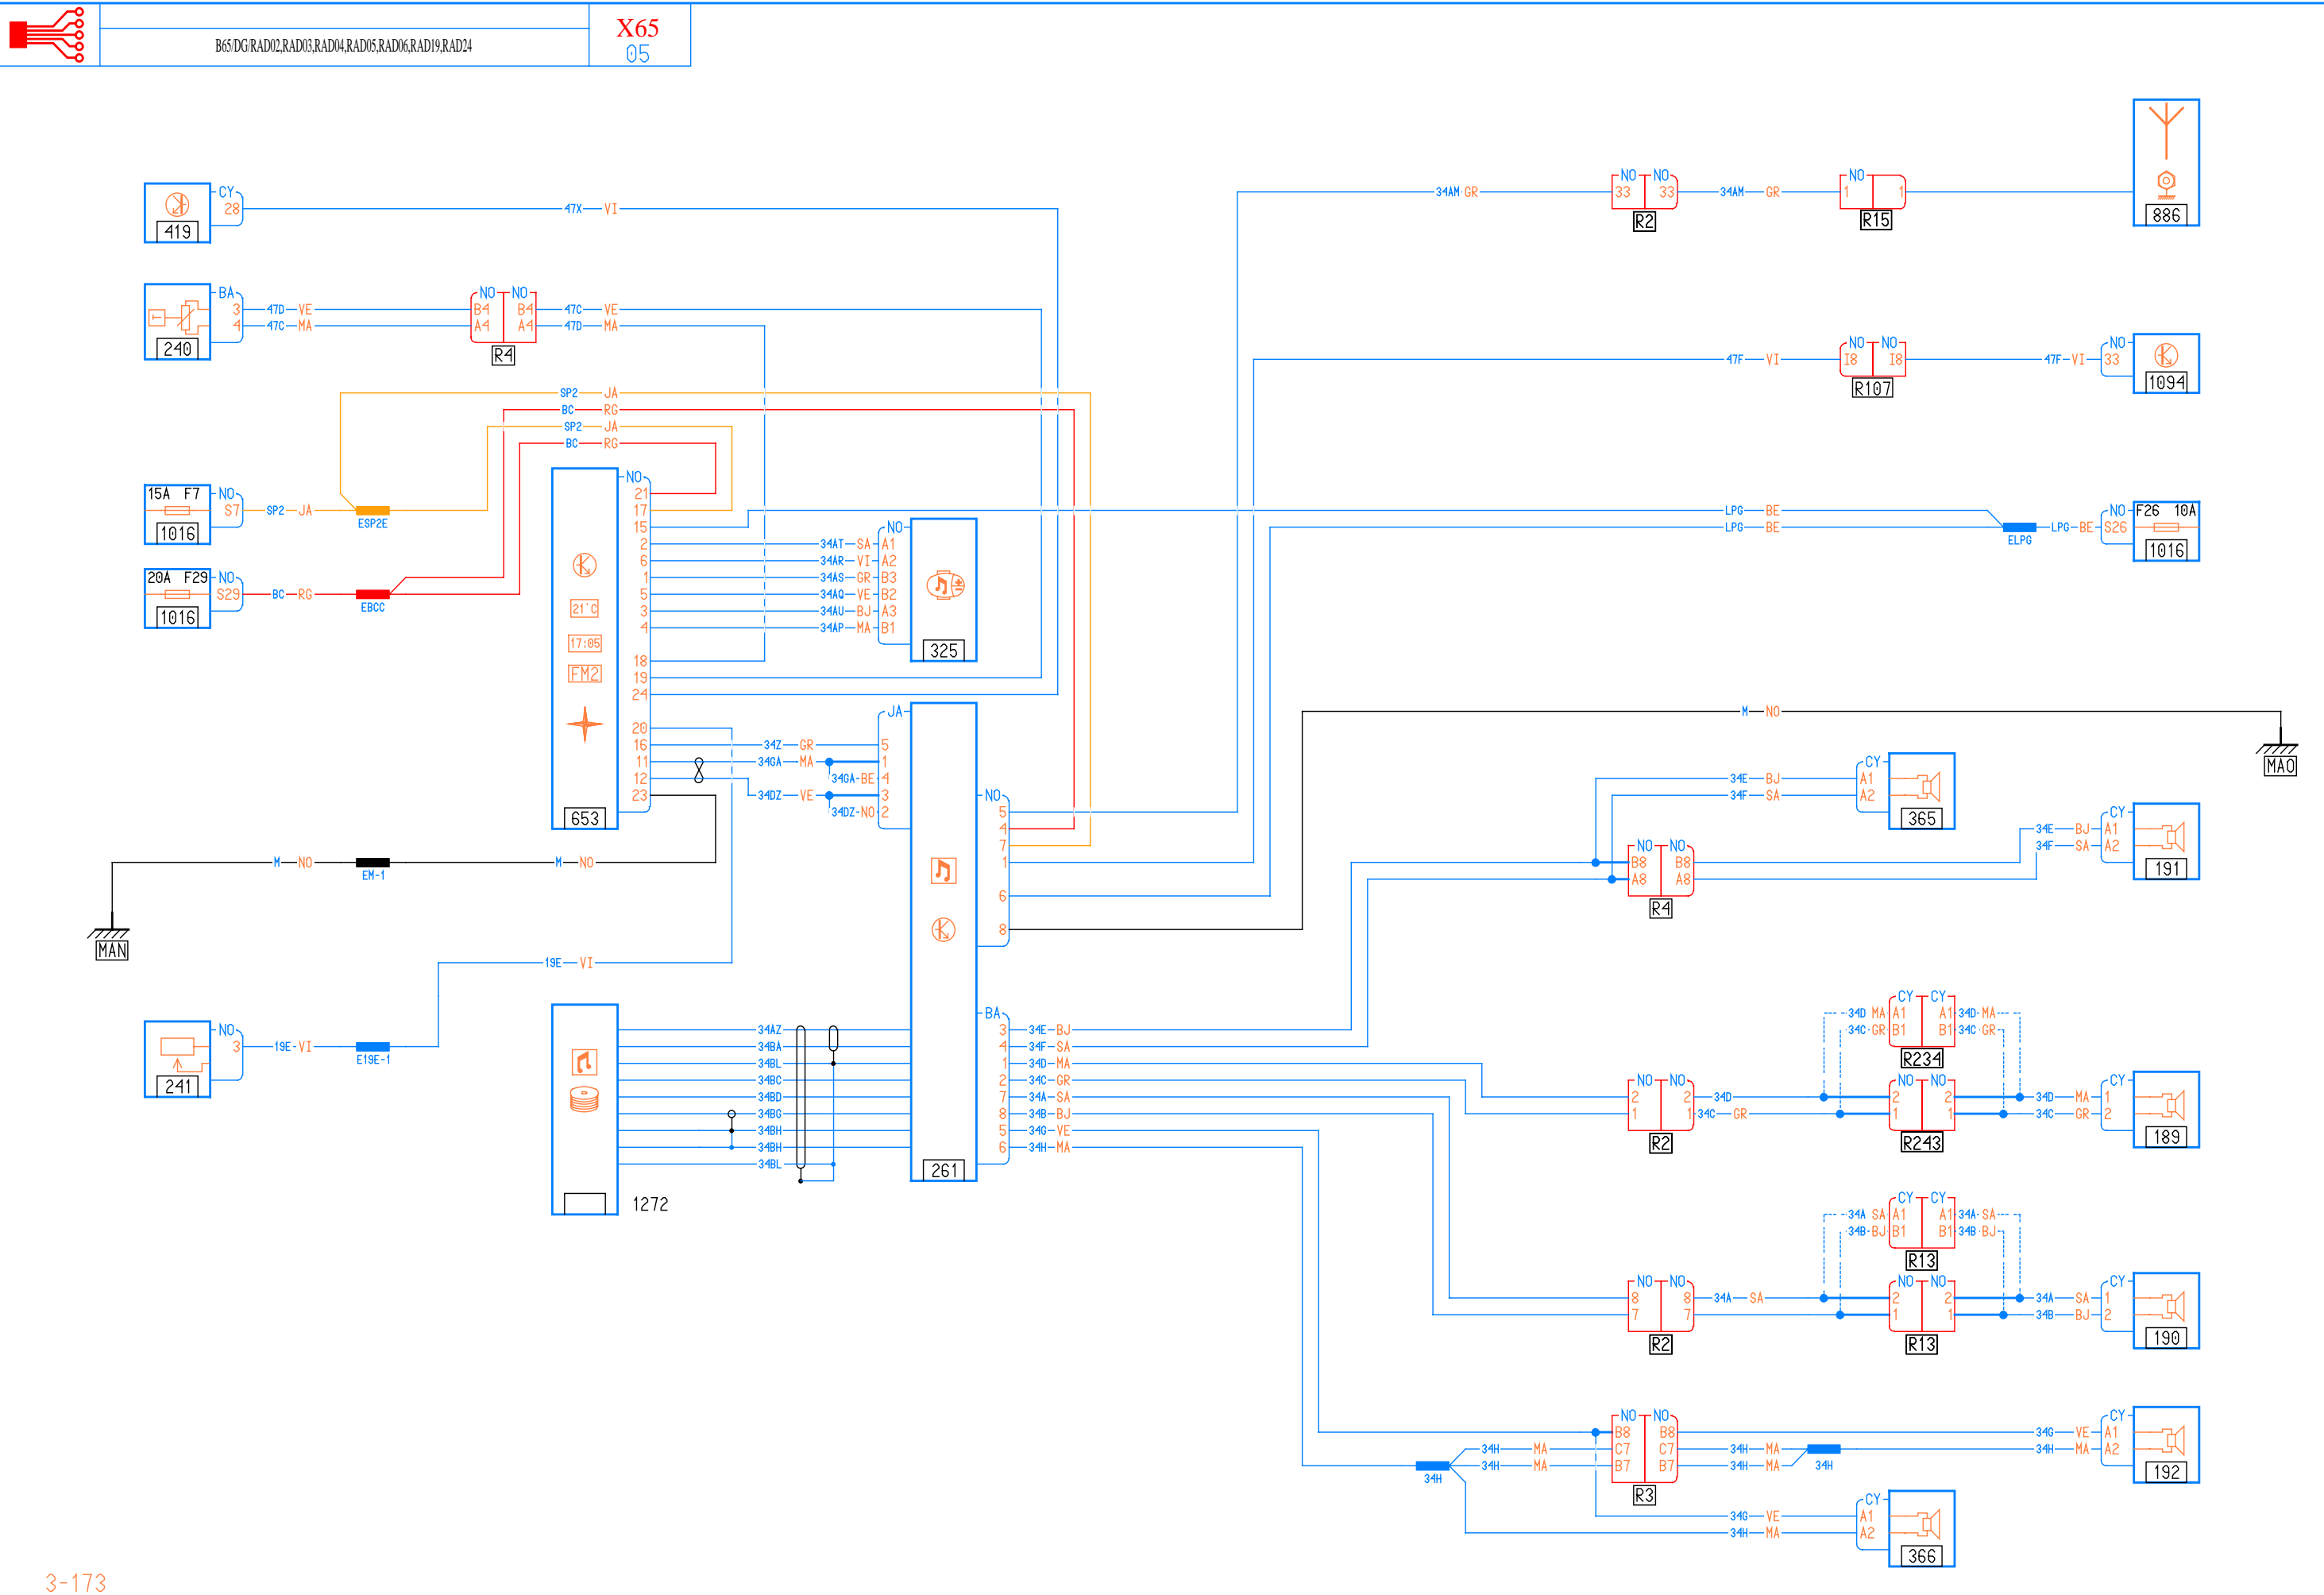 B65/DG/RAD02,RAD03,RAD04,RAD05,RAD06,RAD19,RAD24
X65
05
886
NO NO
33 33
R2
34AM GR
34AM GR
NO
1 1
R15
CY
28
419
47X VI
BA
3
4
240
47D VE
47C MA
NO NO
B4 B4
A4 A4
R4
47C VE
47D MA
47F VI
NO NO
I8 I8
R107
47F VI
NO
33
1094
SP2 JA
BC RG
SP2 JA
BC RG
15A F7
1016
NO
S7
SP2 JA
ESP2E
20A F29
1016
NO
S29
BC RG
EBCC
21°C
17:05
FM2
653
NO
21
17
15
2
6
1
5
3
4
18
19
24
20
16
11
12
23
34AT SA A1
34AR VI A2
34AS GR B3
34AQ VE B2
34AU BJ A3
34AP MA B1
NO
325
LPG BE
LPG BE
ELPG
LPG BE
NO
S26
F26 10A
1016
JA
34Z GR 5
34GA MA 1
34GA BE 4
34DZ VE 3
34DZ NO 2
M NO
MAO
NO
5
4
7
1
6
8
M NO
EM-1
M NO
MAN
19E VI
NO
3
241
19E VI
E19E-1
34AZ
34BA
34BL
34BC
34BD
34BG
34BH
34BH
34BL
1272
261
BA
3 34E BJ
4 34F SA
1 34D MA
2 34C GR
7 34A SA
8 34B BJ
5 34G VE
6 34H MA
34E BJ
34F SA
CY
A1
A2
365
NO NO
B8 B8
A8 A8
R4
34E BJ
34F SA
CY
A1
A2
191
CY CY
34D MA A1 A1 34D MA
34C GR B1 B1 34C GR
R234
NO NO
2 2
1 1
R2
34D
34C GR
NO NO
2 2
1 1
R243
34D MA
34C GR
CY
1
2
189
CY CY
34A SA A1 A1 34A SA
34B BJ B1 B1 34B BJ
R13
NO NO
8 8
7 7
R2
34A SA
NO NO
2 2
1 1
R13
34A SA
34B BJ
CY
1
2
190
34H
34H MA
34H MA
NO NO
B8 B8
C7 C7
B7 B7
R3
34H MA
34H MA
34H
34G VE
34H MA
CY
A1
A2
192
34G VE
34H MA
CY
A1
A2
366
3-173